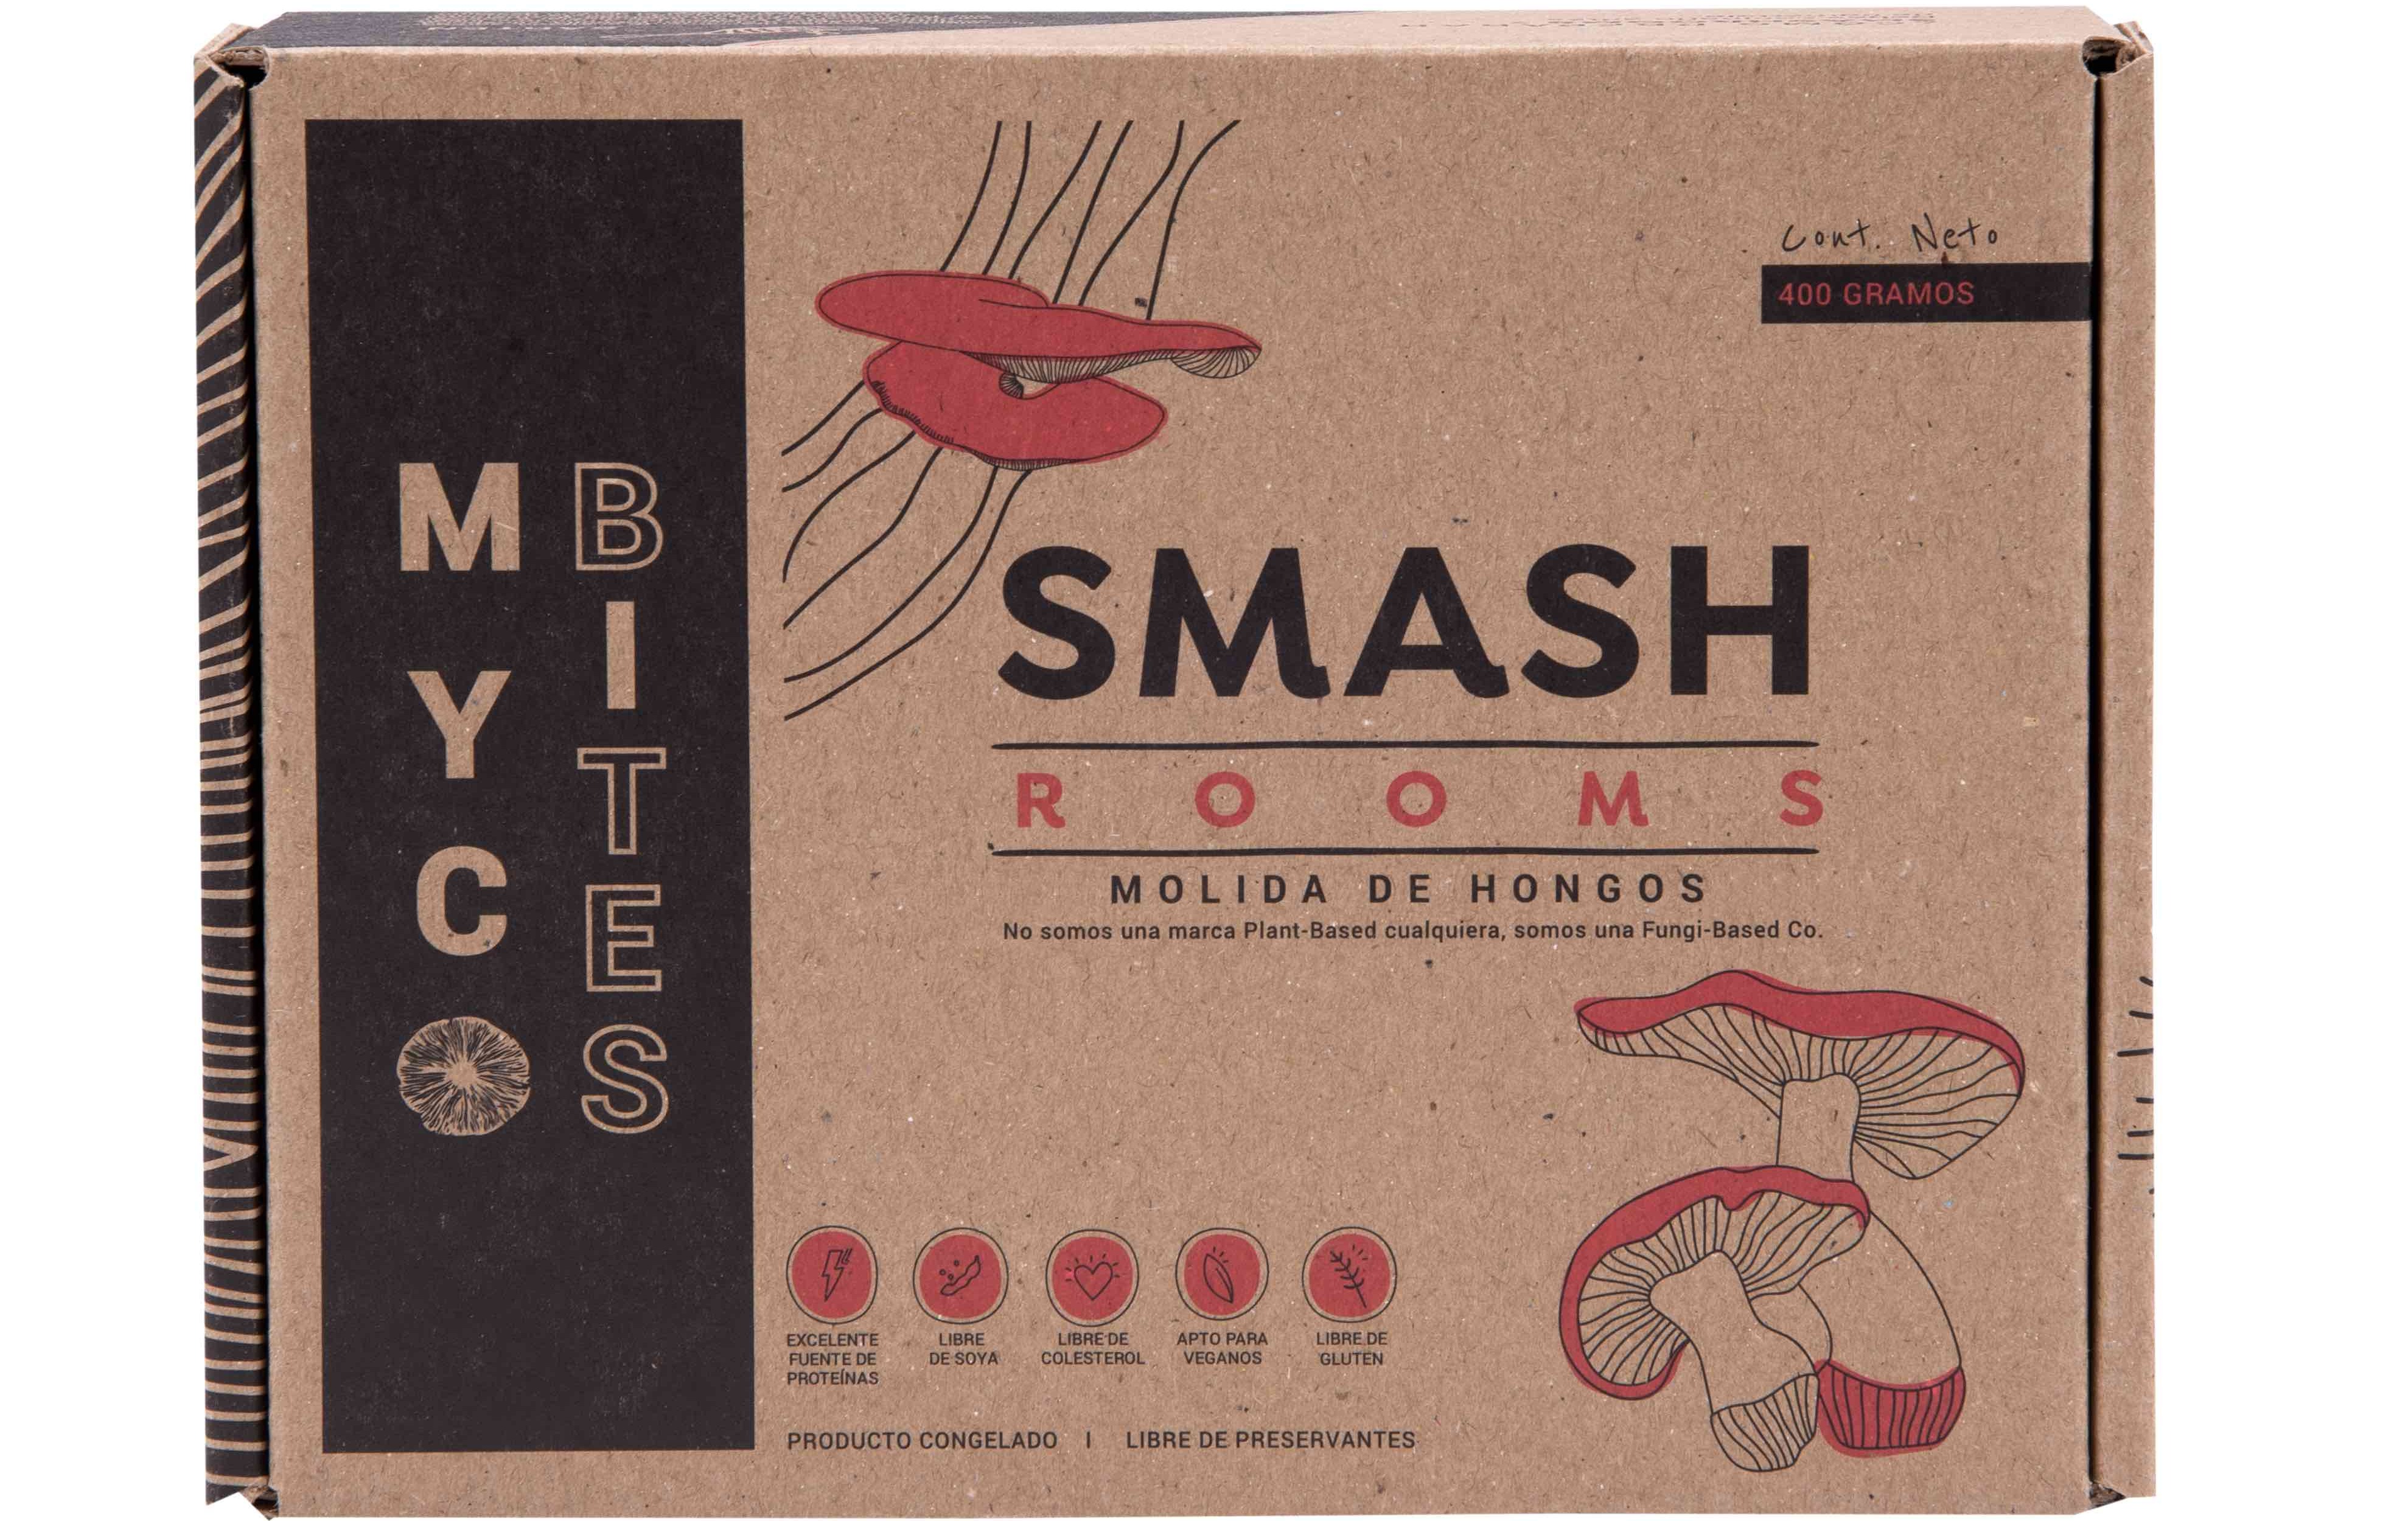 MYCO
BITES
Cont. Neto
400 GRAMOS
SMASH
ROOMS
MOLIDA DE HONGOS
No somos una marca Plant-Based cualquiera, somos una Fungi-Based Co.
EXCELENTE
FUENTE DE
PROTEÍNAS
LIBRE
DE SOYA
LIBRE DE
COLESTEROL
APTO PARA
VEGANOS
LIBRE DE
GLUTEN
PRODUCTO CONGELADO | LIBRE DE PRESERVANTES